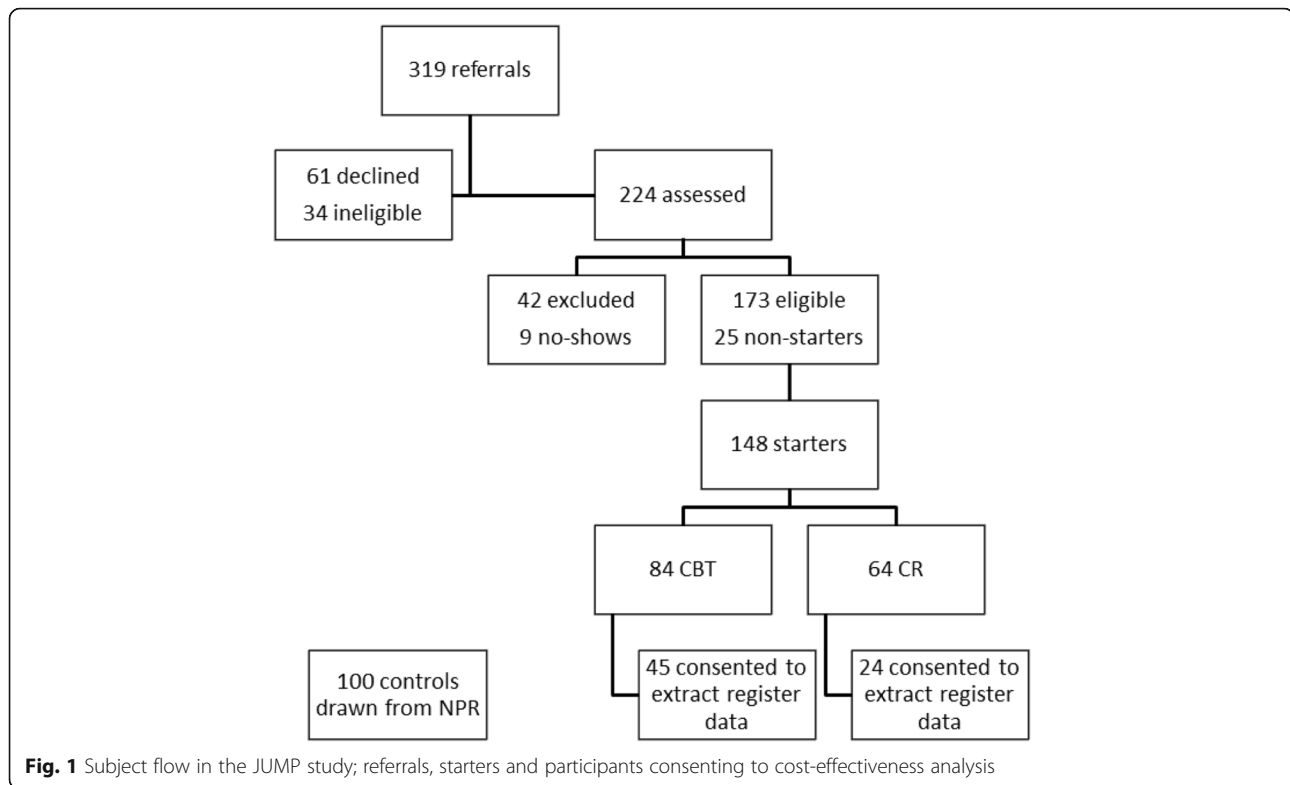 319 referrals
61 declined
34 ineligible
224 assessed
42 excluded
9 no-shows
173 eligible
25 non-starters
148 starters
84 CBT
64 CR
100 controls
drawn from NPR
45 consented to
extract register
data
24 consented to
extract register
data
Fig. 1 Subject flow in the JUMP study; referrals, starters and participants consenting to cost-effectiveness analysis